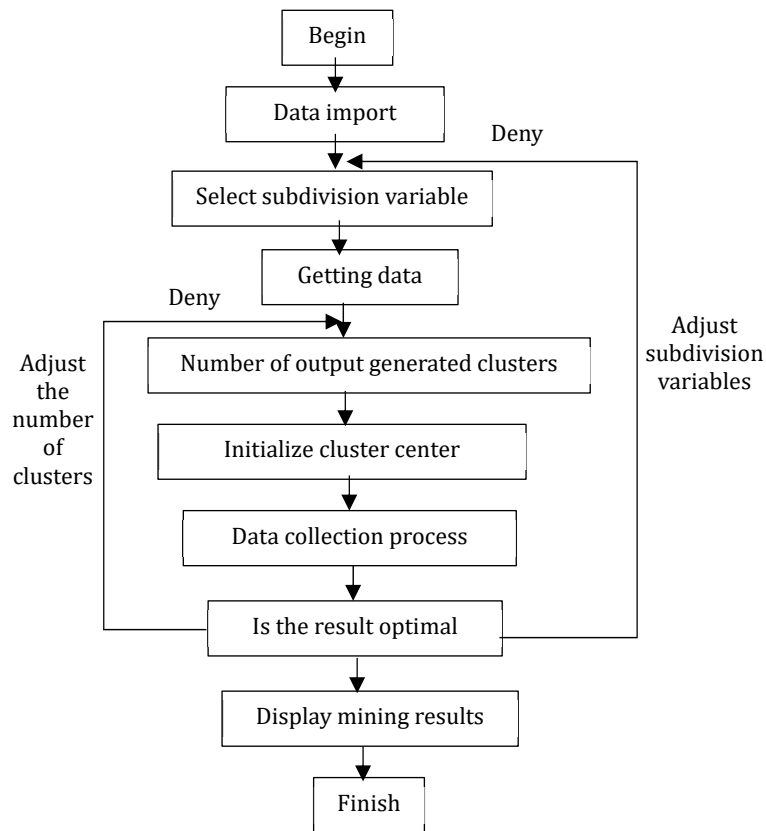 Begin
Data import
Deny
Select subdivision variable
Getting data
Deny
Adjust
the
number
of
clusters
Adjust
subdivision
variables
Number of output generated clusters
Initialize cluster center
Data collection process
Is the result optimal
Display mining results
Finish